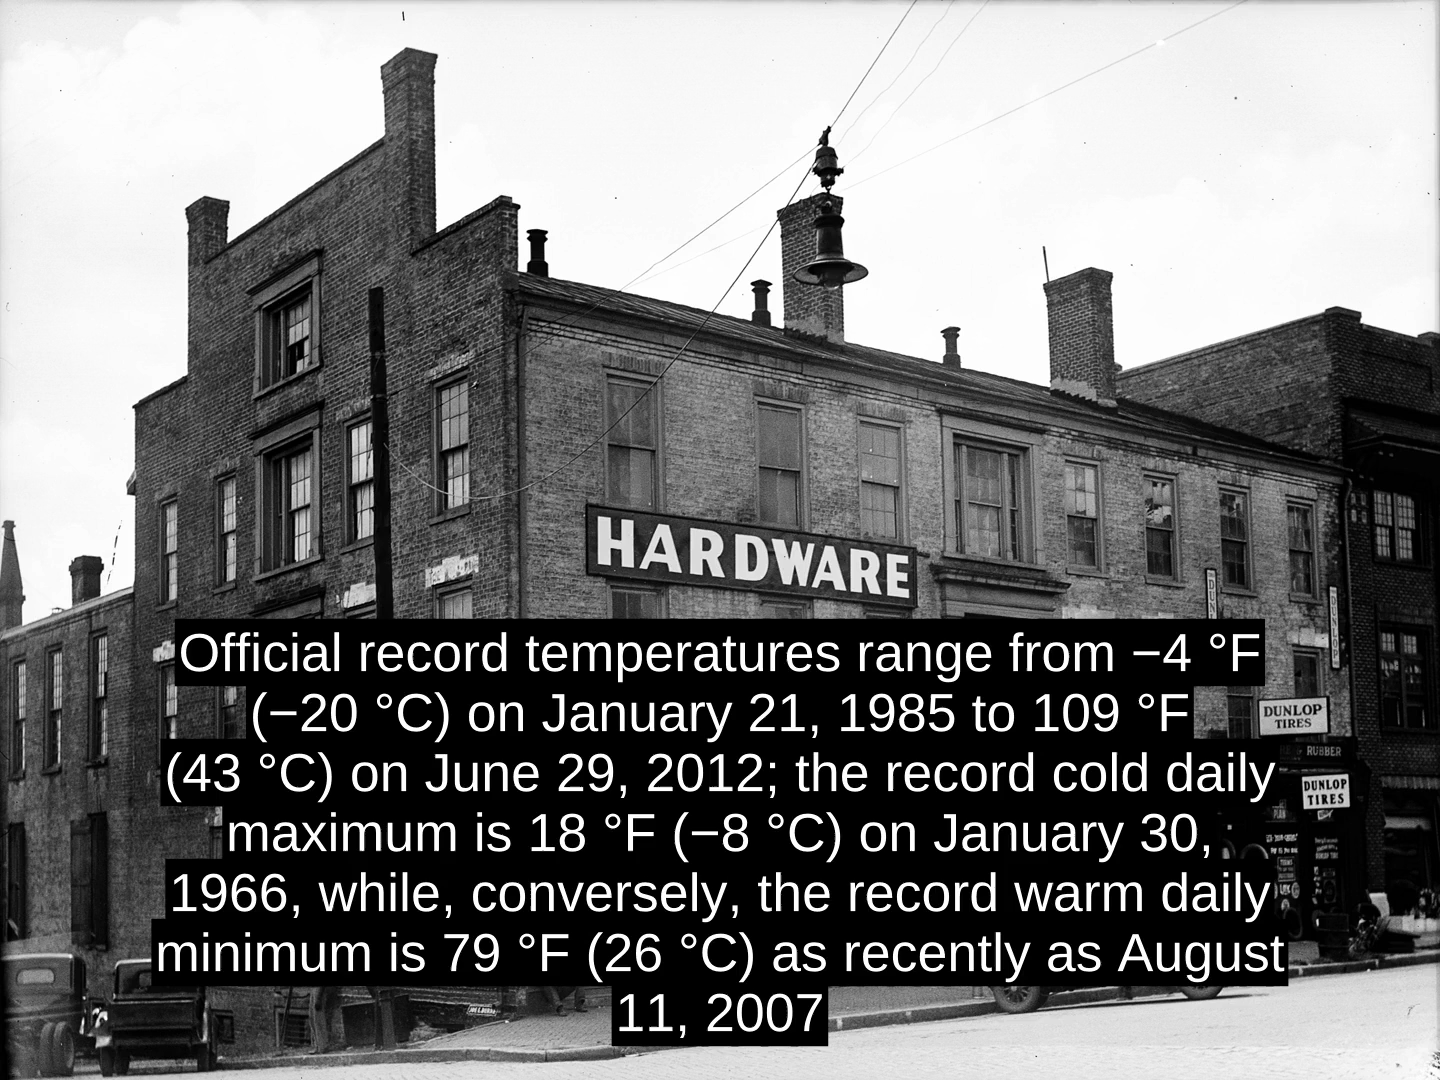 HARDWARE
Official record temperatures range from −4 °F
(−20 °C) on January 21, 1985 to 109 °F
(43 °C) on June 29, 2012; the record cold daily
maximum is 18 °F (−8 °C) on January 30,
1966, while, conversely, the record warm daily
minimum is 79 °F (26 °C) as recently as August
11, 2007
DUNLOP
TIRES
RUBBER
DUNLOP
TIRES